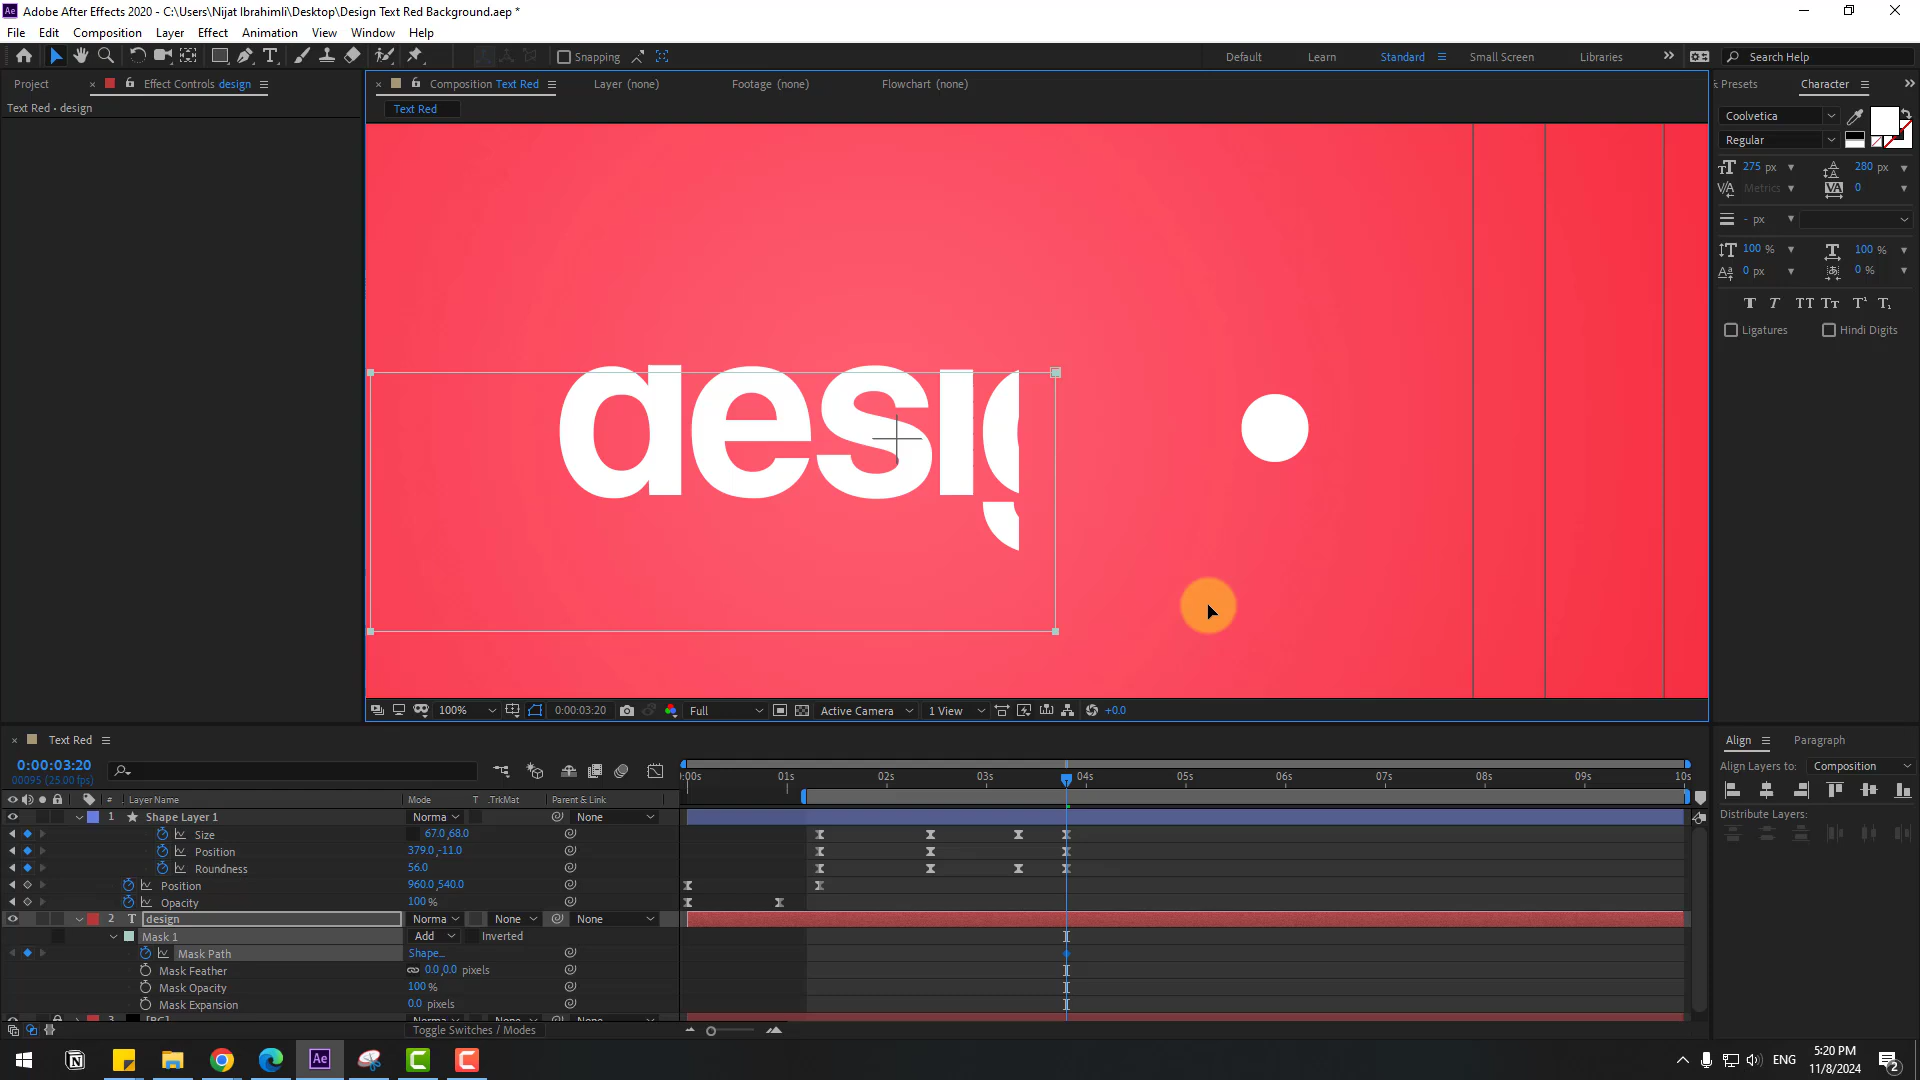 Adobe After Effects 2020 - C:\Users\Nijat Ibrahimli\Desktop\Design Text Red Background.aep *
File Edit Composition Layer Effect Animation View Window Help
Snapping
Default Learn Standard Small Screen Libraries Search Help
Project Effect Controls design
Composition Text Red Layer (none) Footage (none) Flowchart (none)
Presets Character
Text Red • design
Text Red
Coolvetica
Regular
275 px 280 px
Metrics 0
- px
100 % 100 %
0 px 0 %
Ligatures Hindi Digits
desig
100% 0:00:03:20 Full Active Camera 1 View +0.0
Text Red
Align Paragraph
0:00:03:20
00095 (25.00 fps)
:00s 01s 02s 03s 04s 05s 06s 07s 08s 09s 10s
Align Layers to: Composition
# Layer Name Mode T .TrkMat Parent & Link
Distribute Layers:
1 Shape Layer 1 Norma None
Size 67.0,68.0
Position 379.0,-11.0
Roundness 56.0
Position 960.0,540.0
Opacity 100 %
2 T design Norma None None
Mask 1 Add Inverted
Mask Path Shape...
Mask Feather 0.0,0.0 pixels
Mask Opacity 100 %
Mask Expansion 0.0 pixels
Toggle Switches / Modes
ENG 5:20 PM
11/8/2024 2